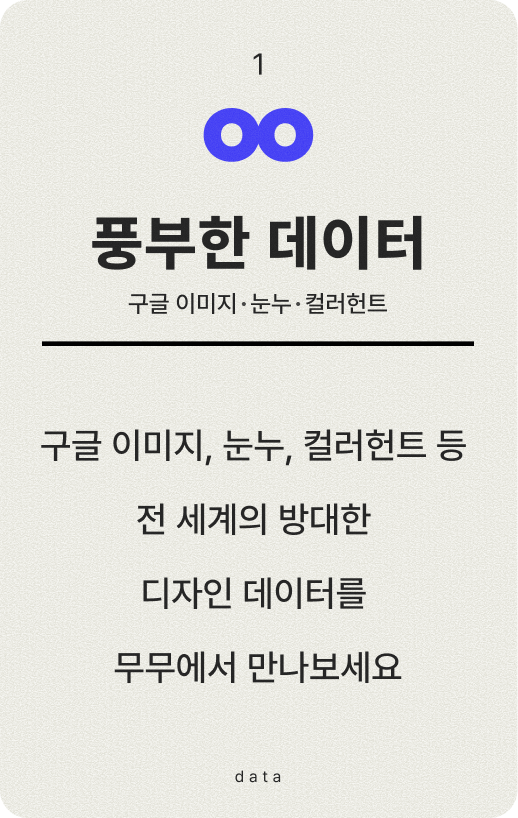 1
풍부한 데이터
구글 이미지·눈누·컬러헌트
구글 이미지, 눈누, 컬러헌트 등
전 세계의 방대한
디자인 데이터를
무무에서 만나보세요
data